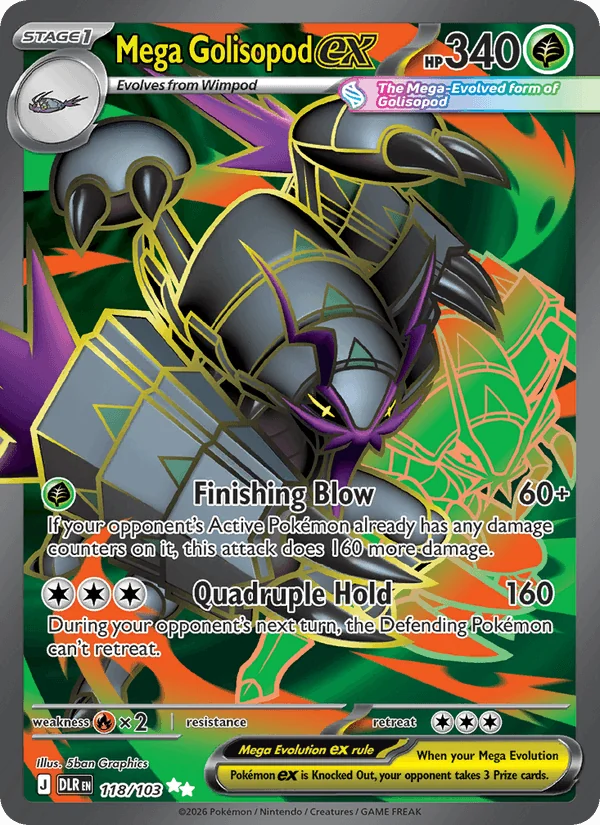 STAGE 1
Mega Golisopod ex
HP 340
Evolves from Wimpod
The Mega-Evolved form of
Golisopod
Finishing Blow 60+
If your opponent's Active Pokémon already has any damage
counters on it, this attack does 160 more damage.
Quadruple Hold 160
During your opponent's next turn, the Defending Pokémon
can't retreat.
weakness ×2 resistance retreat
Illus. 5ban Graphics
Mega Evolution ex rule
When your Mega Evolution
Pokémon ex is Knocked Out, your opponent takes 3 Prize cards.
J DLR EN 118/103
©2026 Pokémon / Nintendo / Creatures / GAME FREAK